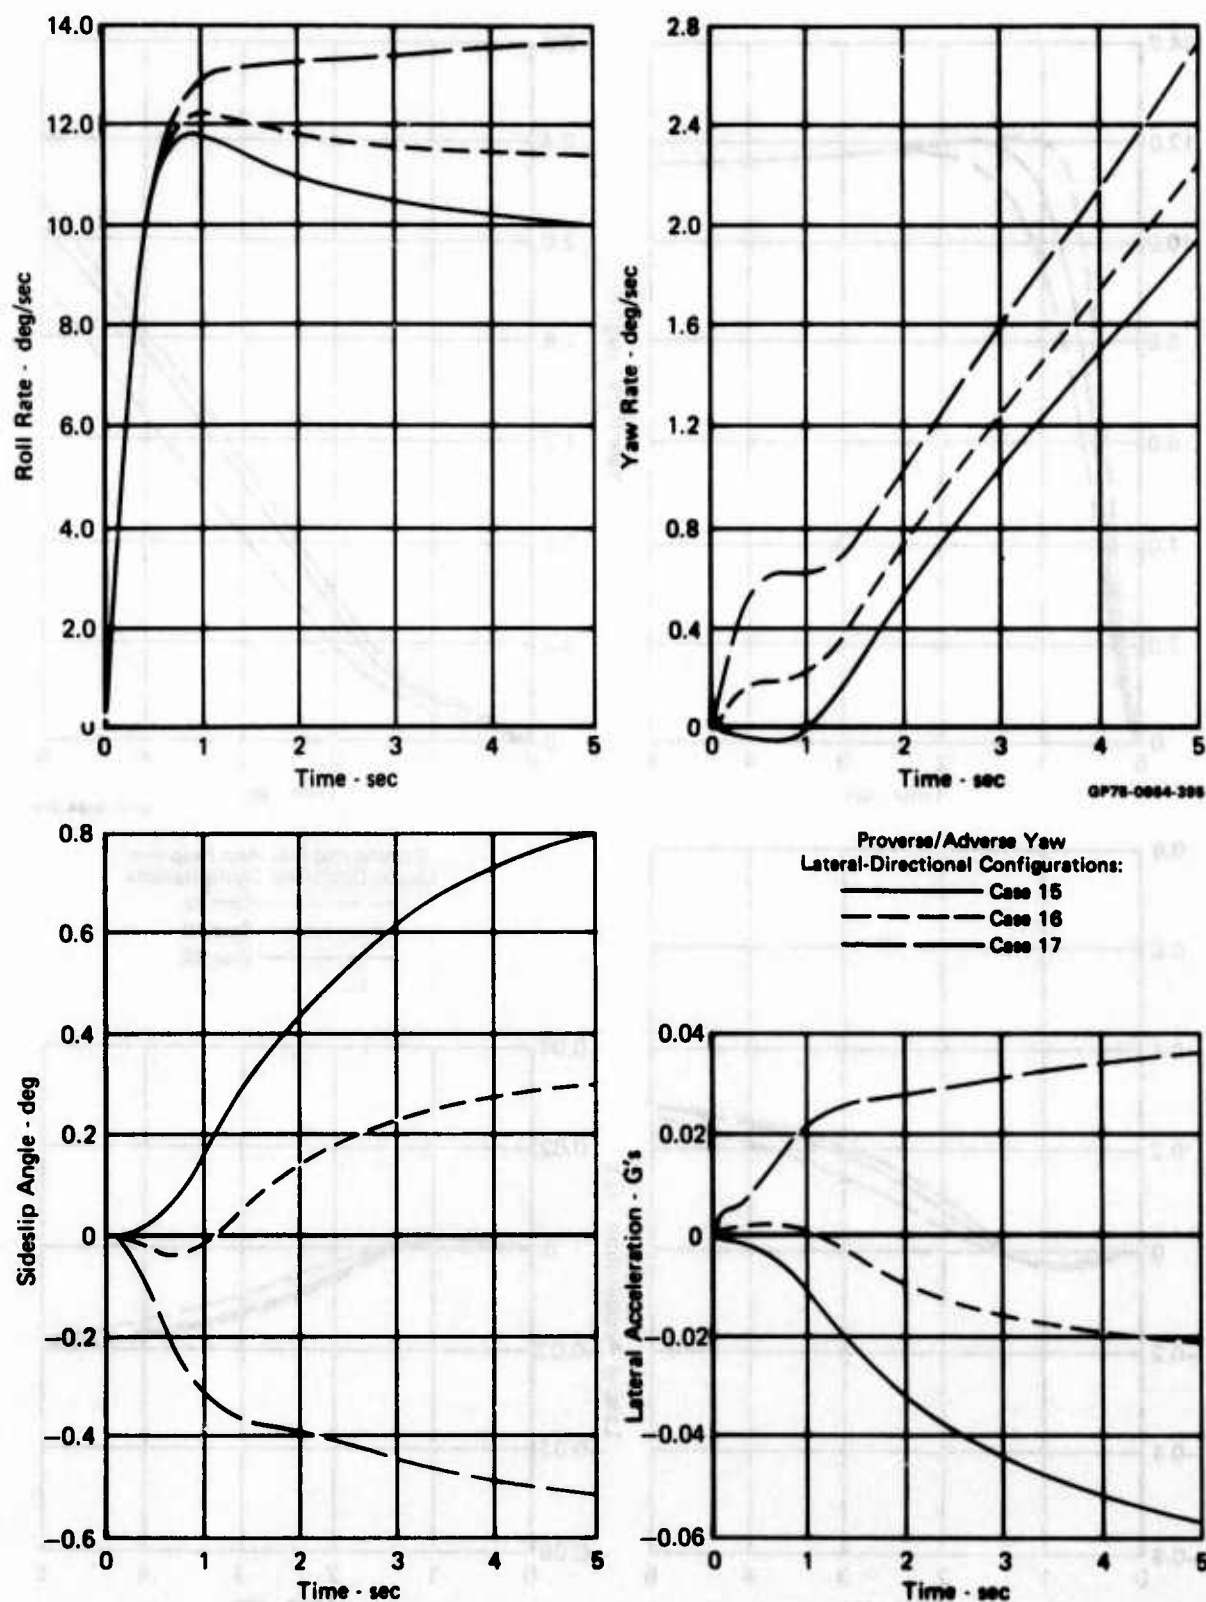 14.0
12.0
10.0
8.0
6.0
4.0
2.0
0
Roll Rate - deg/sec
0 1 2 3 4 5
Time - sec
2.8
2.4
2.0
1.6
1.2
0.8
0.4
0
Yaw Rate - deg/sec
0 1 2 3 4 5
Time - sec
0.8
0.6
0.4
0.2
0
−0.2
−0.4
−0.6
Sideslip Angle - deg
0 1 2 3 4 5
Time - sec
Proverse/Adverse Yaw
Lateral-Directional Configurations:
Case 15
Case 16
Case 17
0.04
0.02
0
−0.02
−0.04
−0.06
Lateral Acceleration - G's
0 1 2 3 4 5
Time - sec